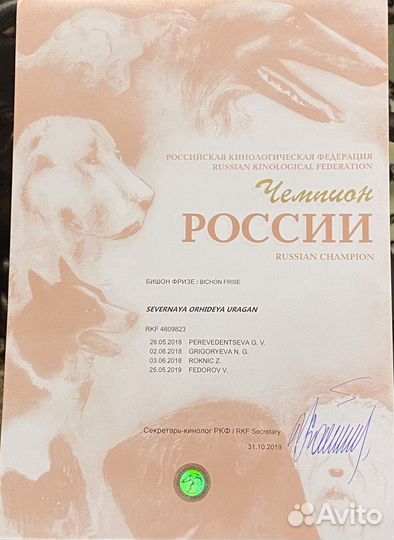 РОССИЙСКАЯ КИНОЛОГИЧЕСКАЯ ФЕДЕРАЦИЯ
RUSSIAN KINOLOGICAL FEDERATION
Чемпион
РОССИИ
RUSSIAN CHAMPION
БИШОН ФРИЗЕ / BICHON FRISE
SEVERNAYA ORHIDEYA URAGAN
RKF 4609823
26.05.2018 PEREVEDENTSEVA G. V.
02.06.2018 GRIGORYEVA N. G.
03.06.2018 ROKNIC Z.
25.05.2019 FEDOROV V.
Секретарь-кинолог РКФ / RKF Secretary
31.10.2019
Avito